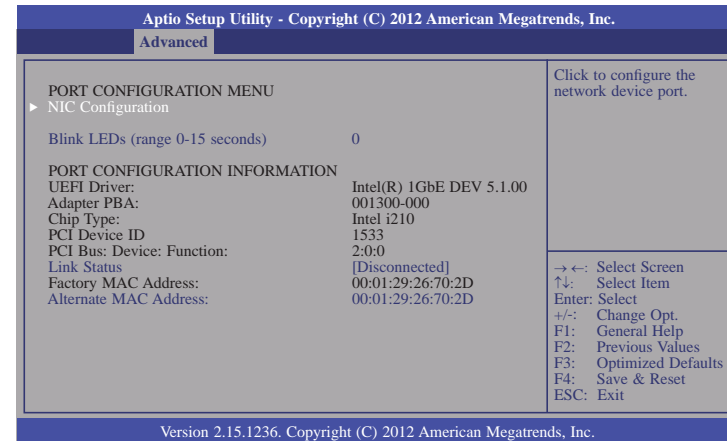 Aptio Setup Utility - Copyright (C) 2012 American Megatrends, Inc.
Advanced
PORT CONFIGURATION MENU
► NIC Configuration
Blink LEDs (range 0-15 seconds) 0
PORT CONFIGURATION INFORMATION
UEFI Driver: Intel(R) 1GbE DEV 5.1.00
Adapter PBA: 001300-000
Chip Type: Intel i210
PCI Device ID 1533
PCI Bus: Device: Function: 2:0:0
Link Status [Disconnected]
Factory MAC Address: 00:01:29:26:70:2D
Alternate MAC Address: 00:01:29:26:70:2D
Click to configure the
network device port.
→←: Select Screen
↑↓: Select Item
Enter: Select
+/-: Change Opt.
F1: General Help
F2: Previous Values
F3: Optimized Defaults
F4: Save & Reset
ESC: Exit
Version 2.15.1236. Copyright (C) 2012 American Megatrends, Inc.